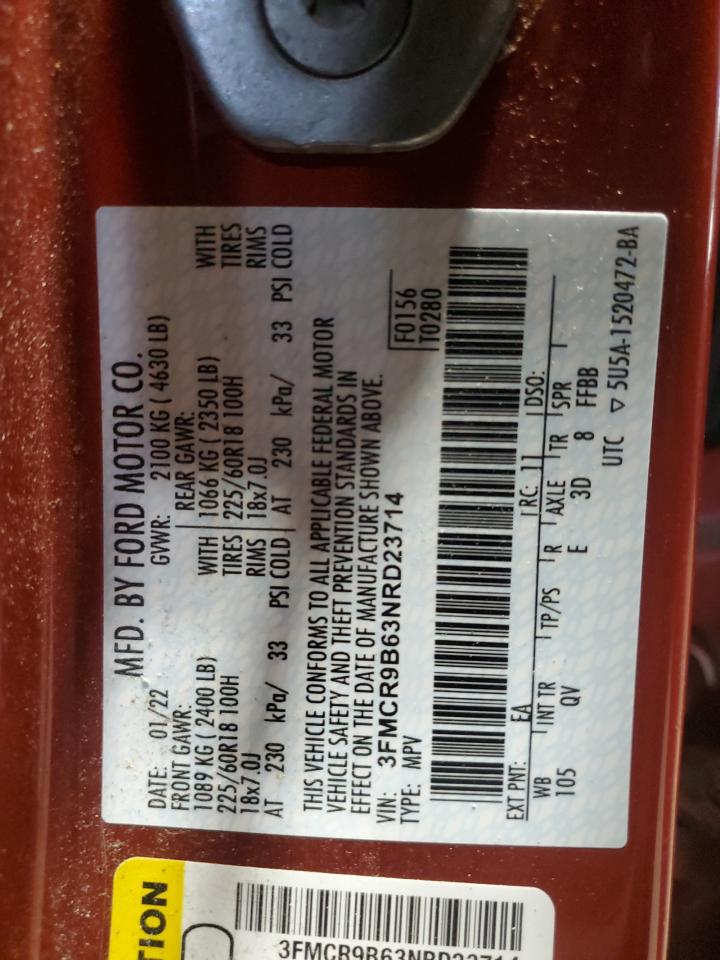 MFD. BY FORD MOTOR CO.
DATE: 01/22 GVWR: 2100 KG ( 4630 LB)
FRONT GAWR: REAR GAWR:
1089 KG ( 2400 LB) WITH 1066 KG ( 2350 LB) WITH
225/60R18 100H TIRES 225/60R18 100H TIRES
18x7.0J RIMS 18x7.0J RIMS
AT 230 kPa/ 33 PSI COLD AT 230 kPa/ 33 PSI COLD
THIS VEHICLE CONFORMS TO ALL APPLICABLE FEDERAL MOTOR
VEHICLE SAFETY AND THEFT PREVENTION STANDARDS IN
EFFECT ON THE DATE OF MANUFACTURE SHOWN ABOVE.
VIN: 3FMCR9B63NRD23714 F0156
TYPE: MPV T0280
EXT PNT: EA RC: 11 DSO:
WB INT TR TP/PS R AXLE TR SPR
105 QV E 3D 8 FFBB
UTC ▽ 5U5A-1520472-BA
TION
3FMCR9B63NRD23714